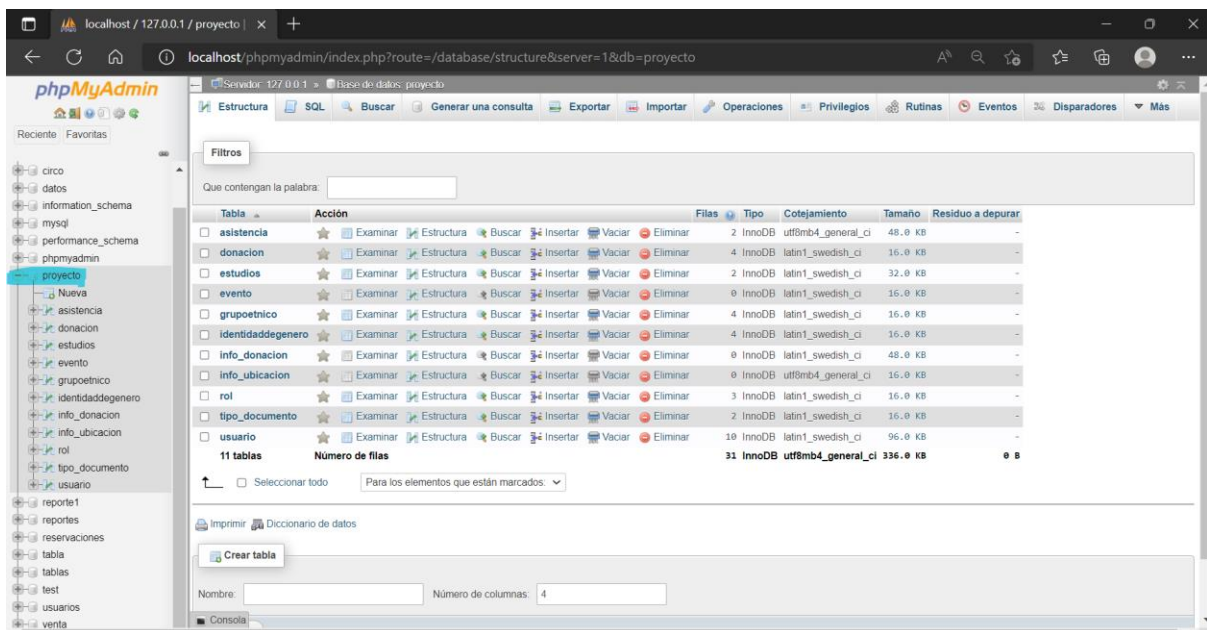 localhost / 127.0.0.1 / proyecto |
localhost/phpmyadmin/index.php?route=/database/structure&server=1&db=proyecto
phpMyAdmin
Reciente Favoritas
circo
datos
information_schema
mysql
performance_schema
phpmyadmin
proyecto
Nueva
asistencia
donacion
estudios
evento
grupoetnico
identidaddegenero
info_donacion
info_ubicacion
rol
tipo_documento
usuario
reporte1
reportes
reservaciones
tabla
tablas
test
usuarios
venta
Servidor: 127.0.0.1 » Base de datos: proyecto
Estructura SQL Buscar Generar una consulta Exportar Importar Operaciones Privilegios Rutinas Eventos Disparadores Más
Filtros
Que contengan la palabra:
Tabla Acción Filas Tipo Cotejamiento Tamaño Residuo a depurar
asistencia Examinar Estructura Buscar Insertar Vaciar Eliminar 2 InnoDB utf8mb4_general_ci 48.0 KB -
donacion Examinar Estructura Buscar Insertar Vaciar Eliminar 4 InnoDB latin1_swedish_ci 16.0 KB -
estudios Examinar Estructura Buscar Insertar Vaciar Eliminar 2 InnoDB latin1_swedish_ci 32.0 KB -
evento Examinar Estructura Buscar Insertar Vaciar Eliminar 0 InnoDB latin1_swedish_ci 16.0 KB -
grupoetnico Examinar Estructura Buscar Insertar Vaciar Eliminar 4 InnoDB latin1_swedish_ci 16.0 KB -
identidaddegenero Examinar Estructura Buscar Insertar Vaciar Eliminar 4 InnoDB latin1_swedish_ci 16.0 KB -
info_donacion Examinar Estructura Buscar Insertar Vaciar Eliminar 0 InnoDB latin1_swedish_ci 48.0 KB -
info_ubicacion Examinar Estructura Buscar Insertar Vaciar Eliminar 0 InnoDB utf8mb4_general_ci 16.0 KB -
rol Examinar Estructura Buscar Insertar Vaciar Eliminar 3 InnoDB latin1_swedish_ci 16.0 KB -
tipo_documento Examinar Estructura Buscar Insertar Vaciar Eliminar 2 InnoDB latin1_swedish_ci 16.0 KB -
usuario Examinar Estructura Buscar Insertar Vaciar Eliminar 10 InnoDB latin1_swedish_ci 96.0 KB -
11 tablas Número de filas 31 InnoDB utf8mb4_general_ci 336.0 KB 0 B
Seleccionar todo Para los elementos que están marcados:
Imprimir Diccionario de datos
Crear tabla
Nombre: Número de columnas: 4
Consola